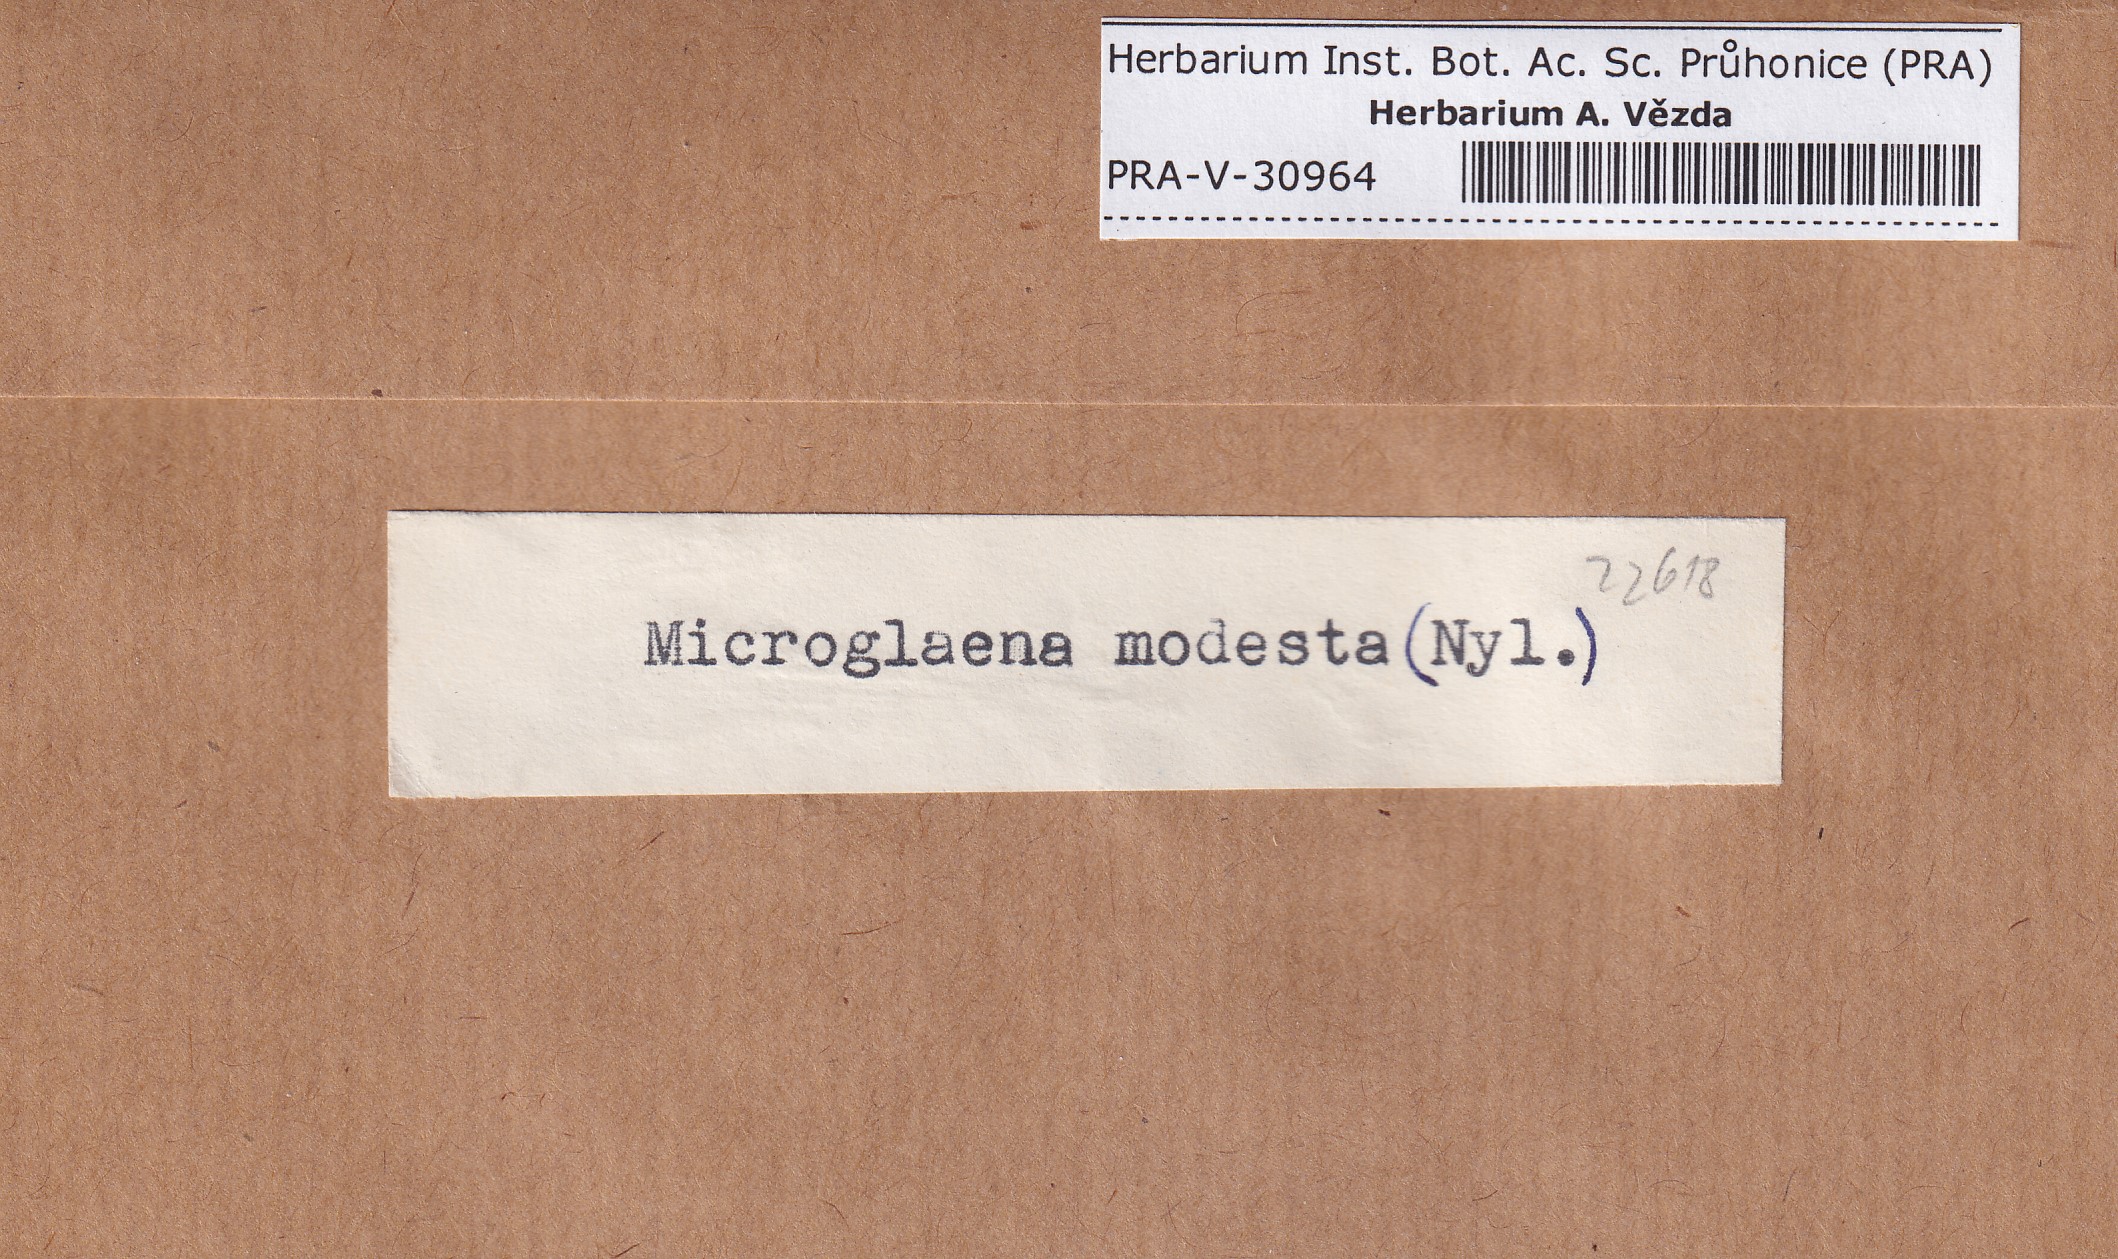 Herbarium Inst. Bot. Ac. Sc. Průhonice (PRA)
Herbarium A. Vězda
PRA-V-30964
22618
Microglaena modesta (Nyl.)